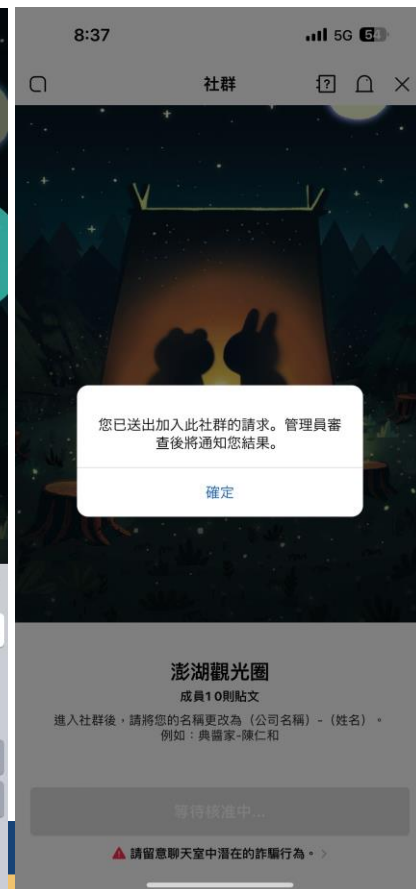 8:37
5G 54
社群
您已送出加入此社群的請求。管理員審
查後將通知您結果。
確定
澎湖觀光圈
成員10則貼文
進入社群後，請將您的名稱更改為（公司名稱）-（姓名）。
例如：典醬家-陳仁和
等待核准中...
請留意聊天室中潛在的詐騙行為。